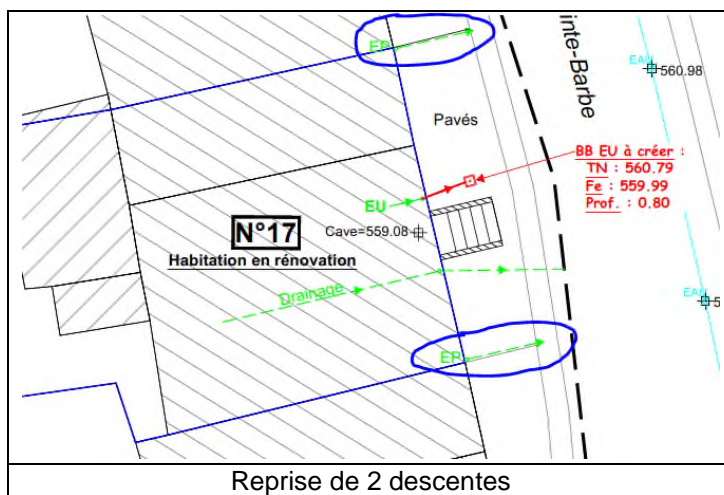 EP
inte-Barbe
EAU
560.98
Pavés
BB EU à créer :
TN : 560.79
Fe : 559.99
Prof. : 0.80
EU
N°17
Cave=559.08
Habitation en rénovation
Drainage
EAU
5
EP
Reprise de 2 descentes